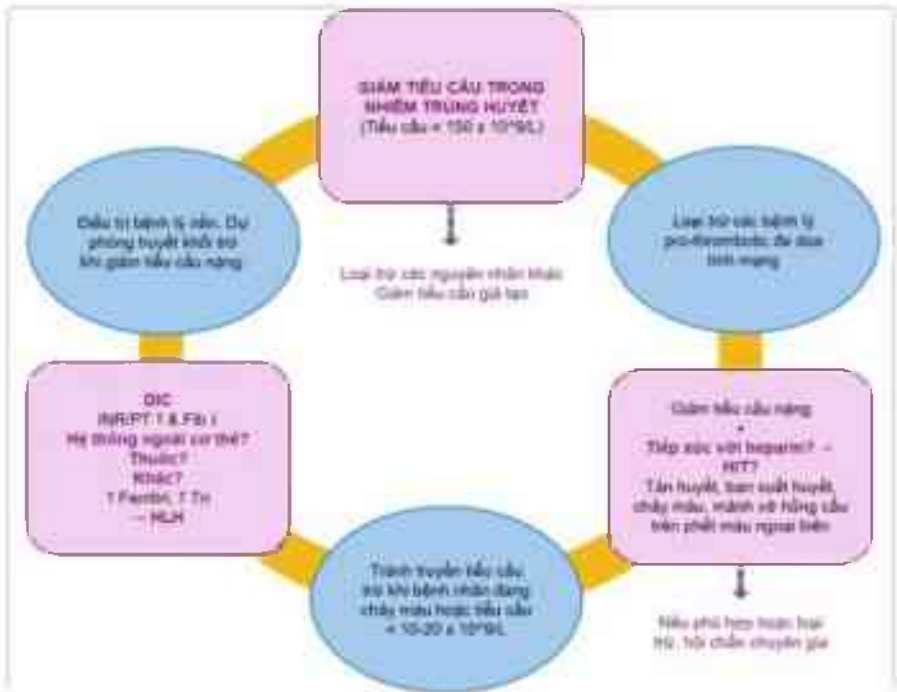 GIẢM TIỂU CẦU TRONG
NHIỄM TRÙNG HUYẾT
(Tiểu cầu < 150 x 10^9/L)
Loại trừ các nguyên nhân khác
Giảm tiểu cầu giả tạo
Loại trừ các bệnh lý
pro-thrombotic đe dọa
tính mạng
Giảm tiểu cầu nặng
+
Tiếp xúc với heparin? →
HIT?
Tán huyết, ban xuất huyết
chảy máu, mảnh vỡ hồng cầu
trên phết máu ngoại biên
Nếu phù hợp hoặc loại
trừ, hội chẩn chuyên gia
Tránh truyền tiểu cầu
trừ khi bệnh nhân đang
chảy máu hoặc tiểu cầu
< 10-20 x 10^9/L
DIC
INR/PT ↑ & Fib ↓
Hệ thống ngoài cơ thể?
Thuốc?
Khác?
↑ Ferritin, ↑ Tri
→ HLH
Điều trị bệnh lý nền. Dự
phòng huyết khối trừ
khi giảm tiểu cầu nặng